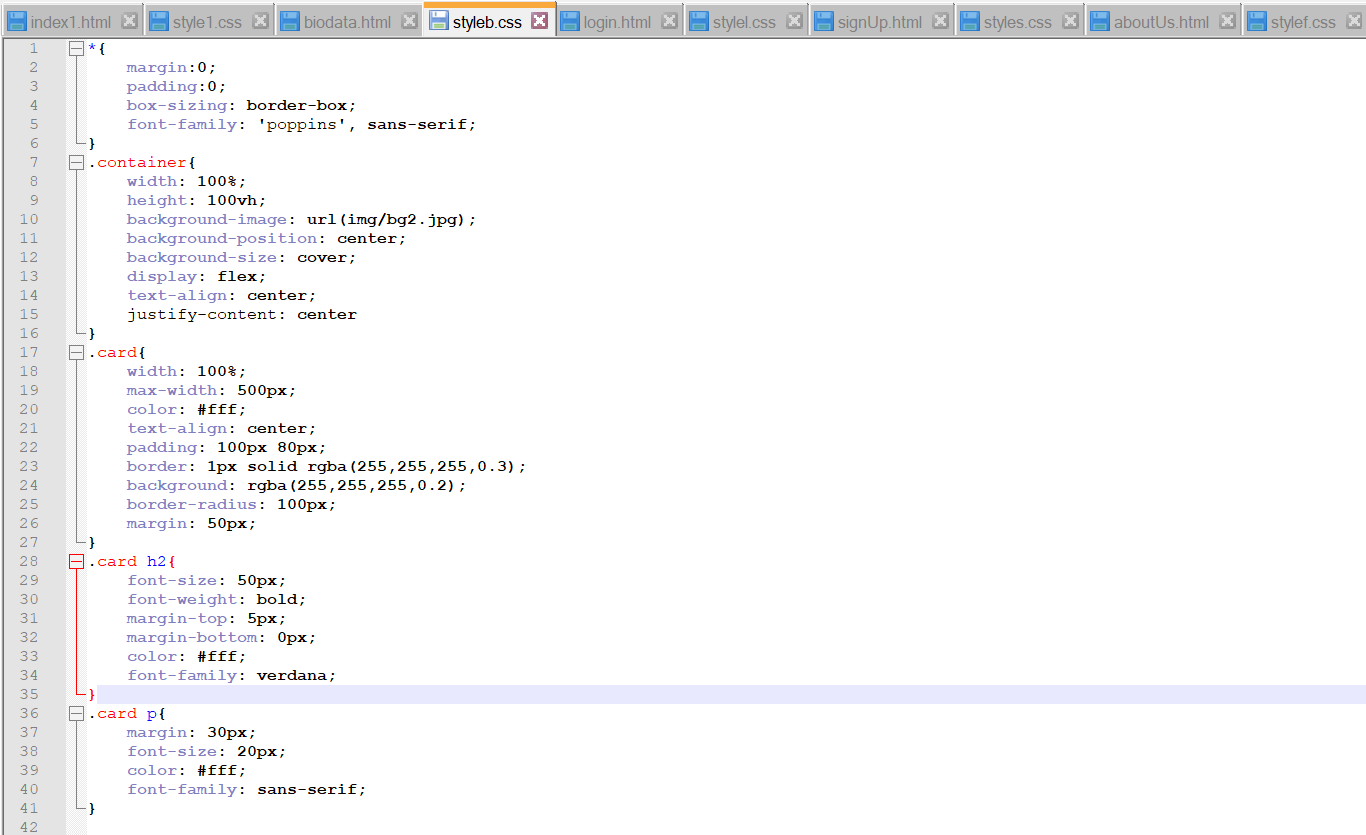 index1.html style1.css biodata.html styleb.css login.html stylel.css signUp.html styles.css aboutUs.html stylef.css
1 *{
2 margin:0;
3 padding:0;
4 box-sizing: border-box;
5 font-family: 'poppins', sans-serif;
6 }
7 .container{
8 width: 100%;
9 height: 100vh;
10 background-image: url(img/bg2.jpg);
11 background-position: center;
12 background-size: cover;
13 display: flex;
14 text-align: center;
15 justify-content: center
16 }
17 .card{
18 width: 100%;
19 max-width: 500px;
20 color: #fff;
21 text-align: center;
22 padding: 100px 80px;
23 border: 1px solid rgba(255,255,255,0.3);
24 background: rgba(255,255,255,0.2);
25 border-radius: 100px;
26 margin: 50px;
27 }
28 .card h2{
29 font-size: 50px;
30 font-weight: bold;
31 margin-top: 5px;
32 margin-bottom: 0px;
33 color: #fff;
34 font-family: verdana;
35 }
36 .card p{
37 margin: 30px;
38 font-size: 20px;
39 color: #fff;
40 font-family: sans-serif;
41 }
42